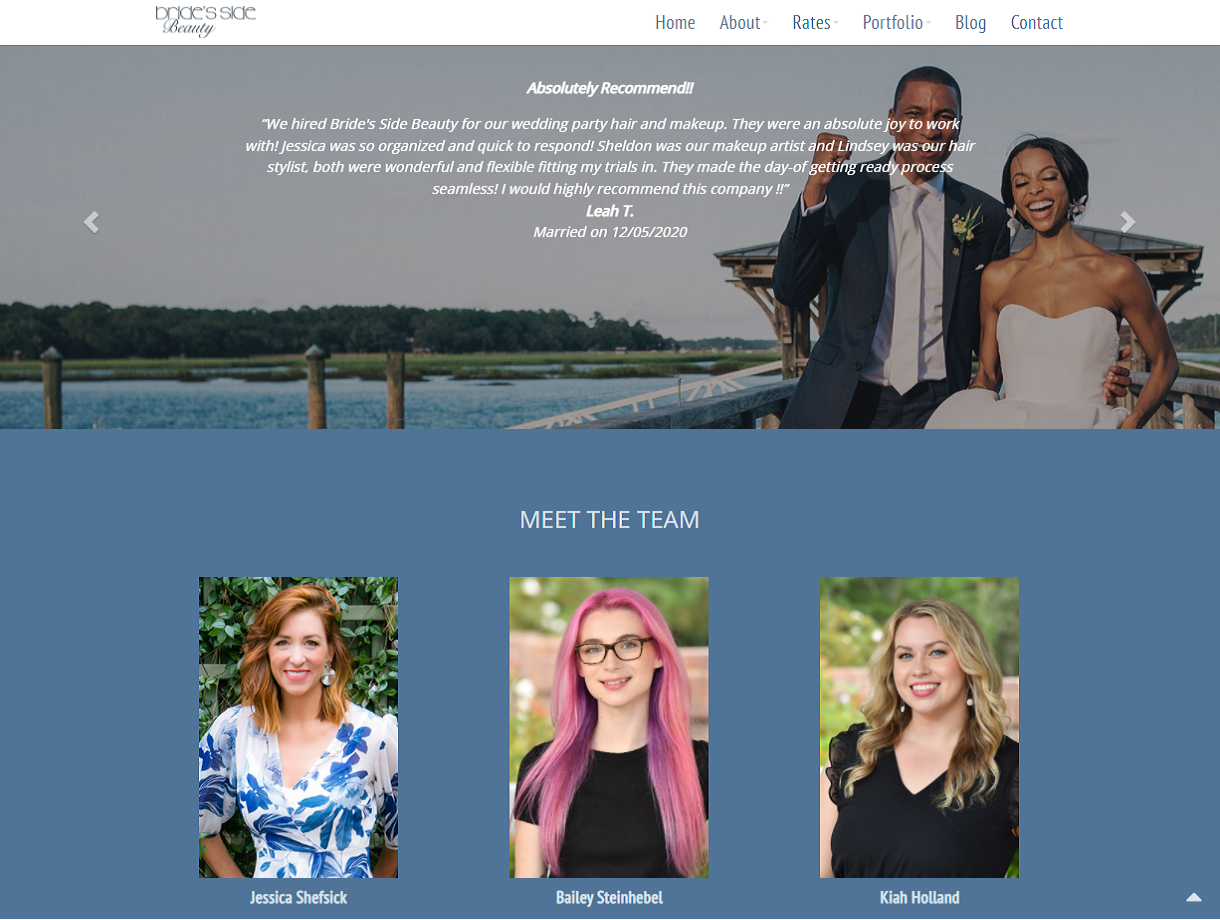 bride's side
Beauty
Home About Rates Portfolio Blog Contact
Absolutely Recommend!!
“We hired Bride's Side Beauty for our wedding party hair and makeup. They were an absolute joy to work
with! Jessica was so organized and quick to respond! Sheldon was our makeup artist and Lindsey was our hair
stylist, both were wonderful and flexible fitting my trials in. They made the day-of getting ready process
seamless! I would highly recommend this company !!”
Leah T.
Married on 12/05/2020
MEET THE TEAM
Jessica Shefsick
Bailey Steinhebel
Kiah Holland